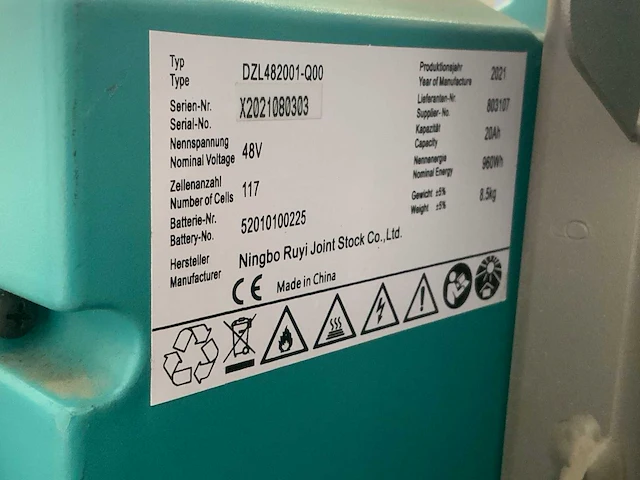 Typ
Type DZL482001-Q00
Serien-Nr.
Serial-No. X2021080303
Nennspannung
Nominal Voltage 48V
Zellenanzahl
Number of Cells 117
Batterie-Nr.
Battery-No. 52010100225
Hersteller
Manufacturer Ningbo Ruyi Joint Stock Co.,Ltd.
CE Made in China
Produktionsjahr
Year of Manufacture 2021
Lieferanten-Nr.
Supplier-No. 803107
Kapazität
Capacity 20Ah
Nennenergie
Nominal Energy 960Wh
Gewicht ±5%
Weight ±5% 8.5kg